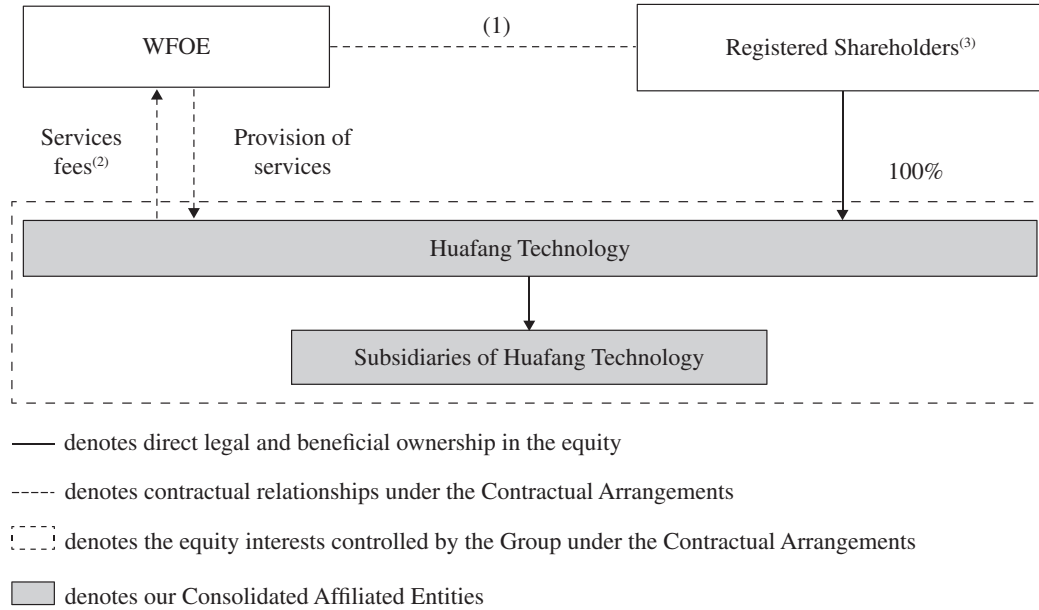 (1)
WFOE
Registered Shareholders(3)
Services
fees(2)
Provision of
services
100%
Huafang Technology
Subsidiaries of Huafang Technology
denotes direct legal and beneficial ownership in the equity
denotes contractual relationships under the Contractual Arrangements
denotes the equity interests controlled by the Group under the Contractual Arrangements
denotes our Consolidated Affiliated Entities